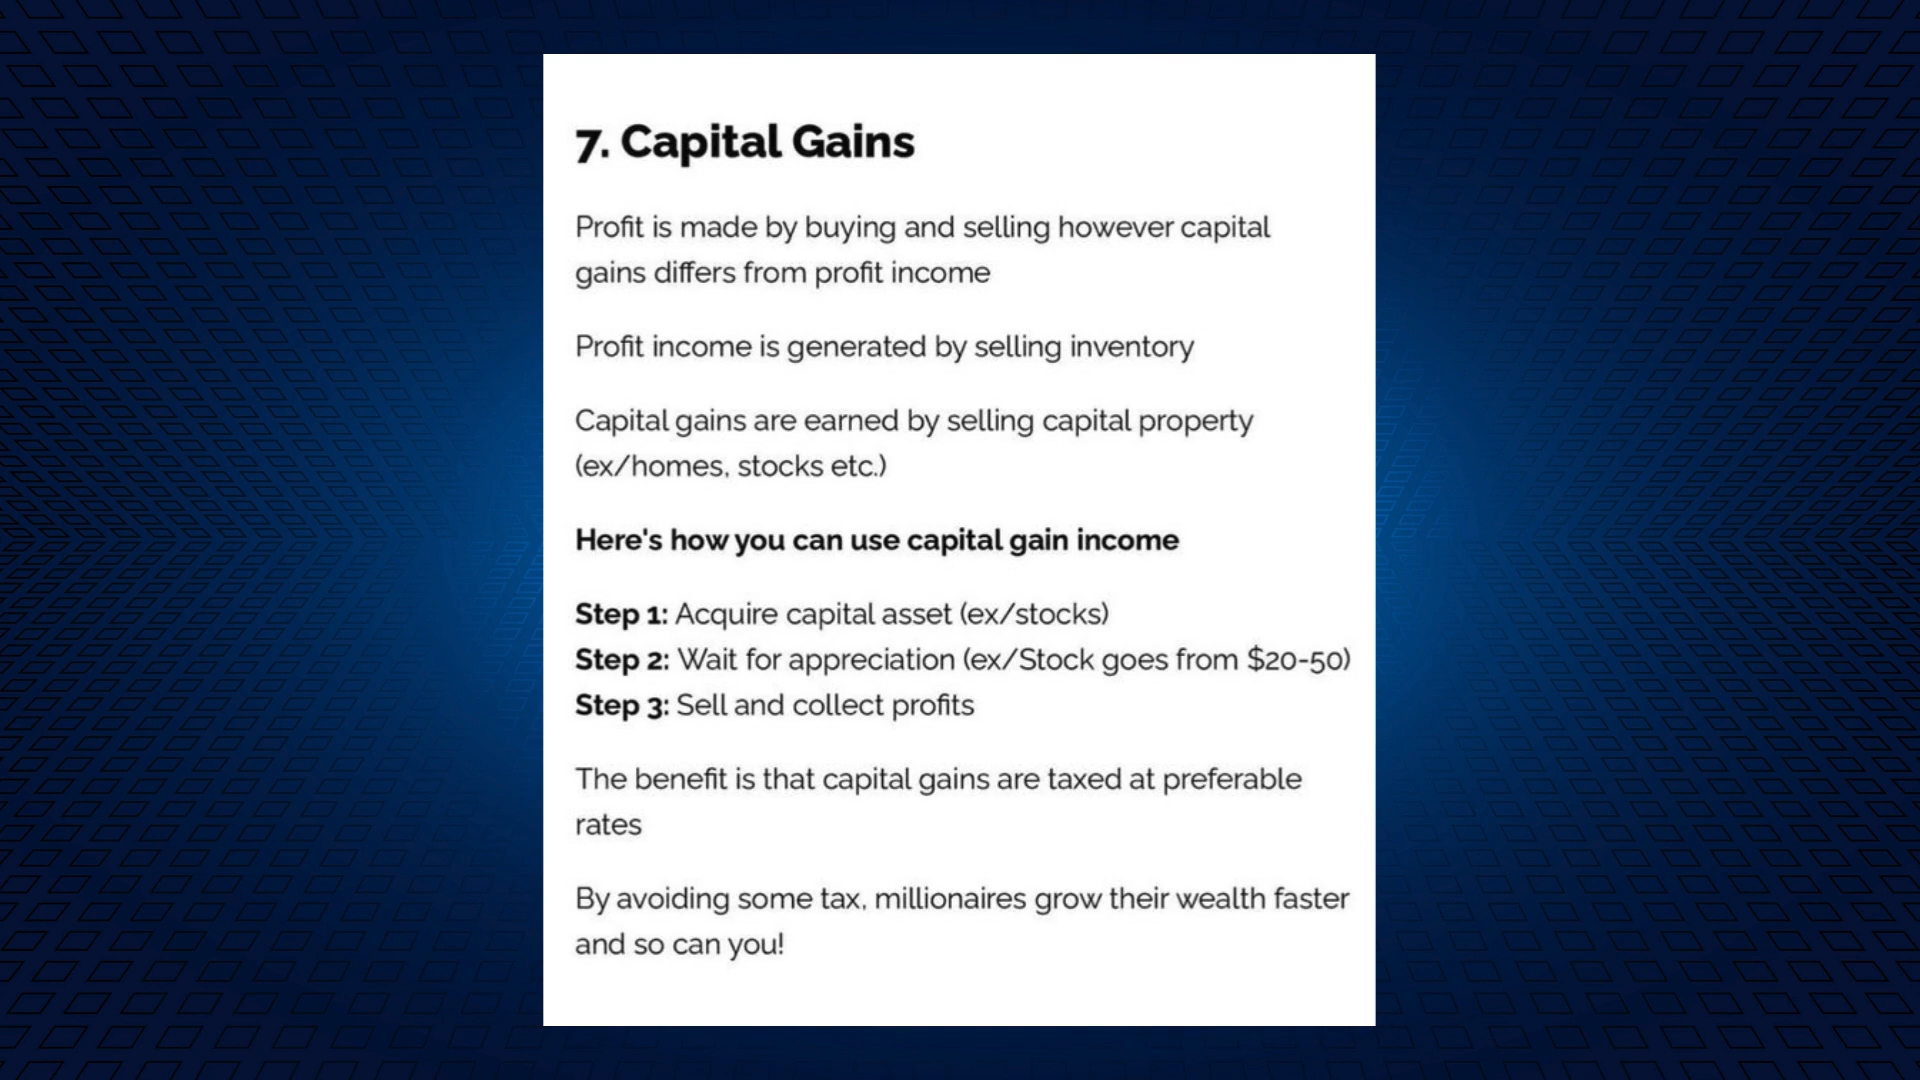 7. Capital Gains
Profit is made by buying and selling however capital
gains differs from profit income
Profit income is generated by selling inventory
Capital gains are earned by selling capital property
(ex/homes, stocks etc.)
Here's how you can use capital gain income
Step 1: Acquire capital asset (ex/stocks)
Step 2: Wait for appreciation (ex/Stock goes from $20-50)
Step 3: Sell and collect profits
The benefit is that capital gains are taxed at preferable
rates
By avoiding some tax, millionaires grow their wealth faster
and so can you!